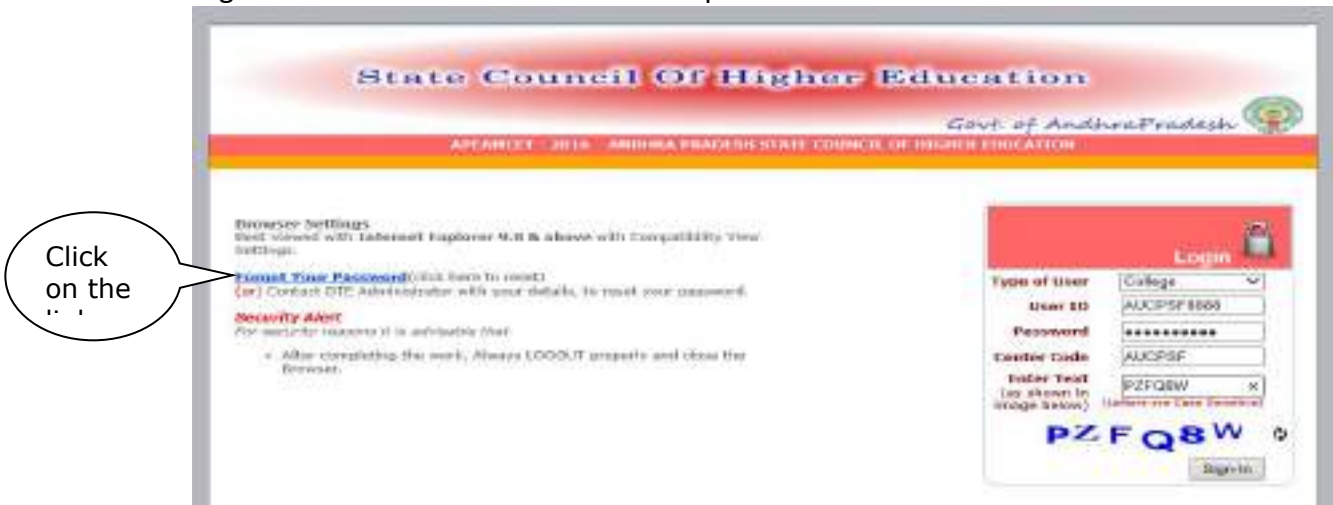 State Council Of Higher Education
Govt. of AndhraPradesh
APEAMCET - 2016 ANDHRA PRADESH STATE COUNCIL OF HIGHER EDUCATION
Browser Settings
Best viewed with Internet Explorer 9.0 & above with Compatibility View
Settings.
Forgot Your Password(click here to reset)
(or) Contact DTE Administrator with your details, to reset your password.
Security Alert
For security reasons it is advisable that
After completing the work, Always LOGOUT properly and close the
Browser.
Click
on the
Login
Type of User College
User ID
Password
Center Code AUCPSF
Enter Text
(as shown in
image below) PZFQ8W ×
(Letters are Case Sensitive)
PZFQ8W
Sign-In